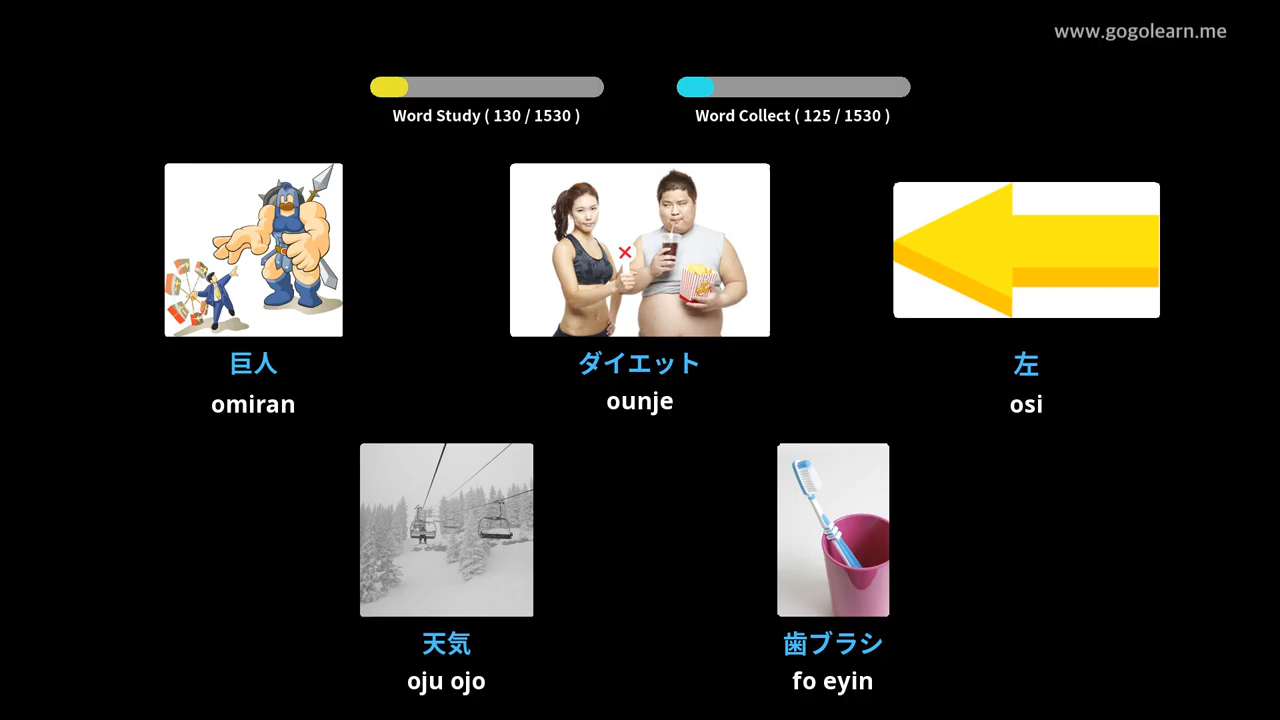 www.gogolearn.me
Word Study ( 130 / 1530 )
Word Collect ( 125 / 1530 )
巨人
omiran
ダイエット
ounje
左
osi
天気
oju ojo
歯ブラシ
fo eyin